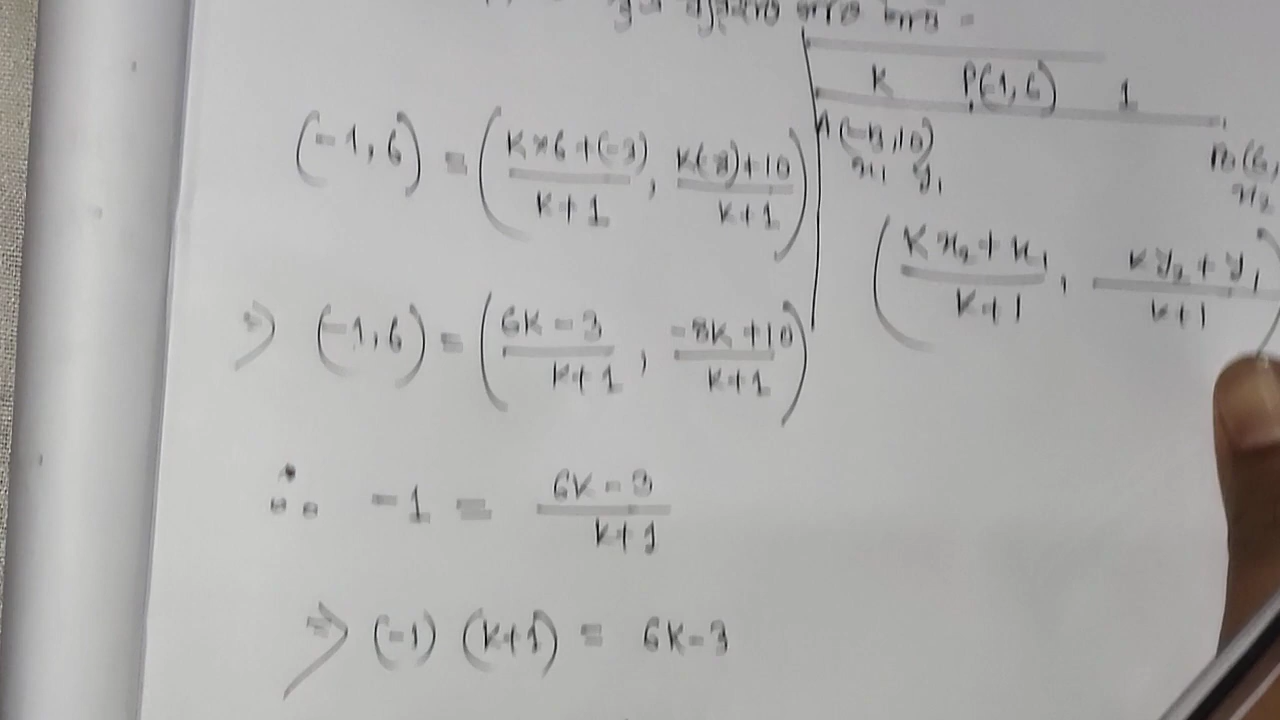 K P(-1,6) 1
A(-3,10)
x₁ y₁
B(6,
x₂
(-1,6) = (K×6+(-3)/K+1, K(-8)+10/K+1)
(Kx₂+x₁/K+1, Ky₂+y₁/K+1)
⇒ (-1,6) = (6K-3/K+1, -8K+10/K+1)
∴ -1 = 6K-3/K+1
⇒ (-1) (K+1) = 6K-3